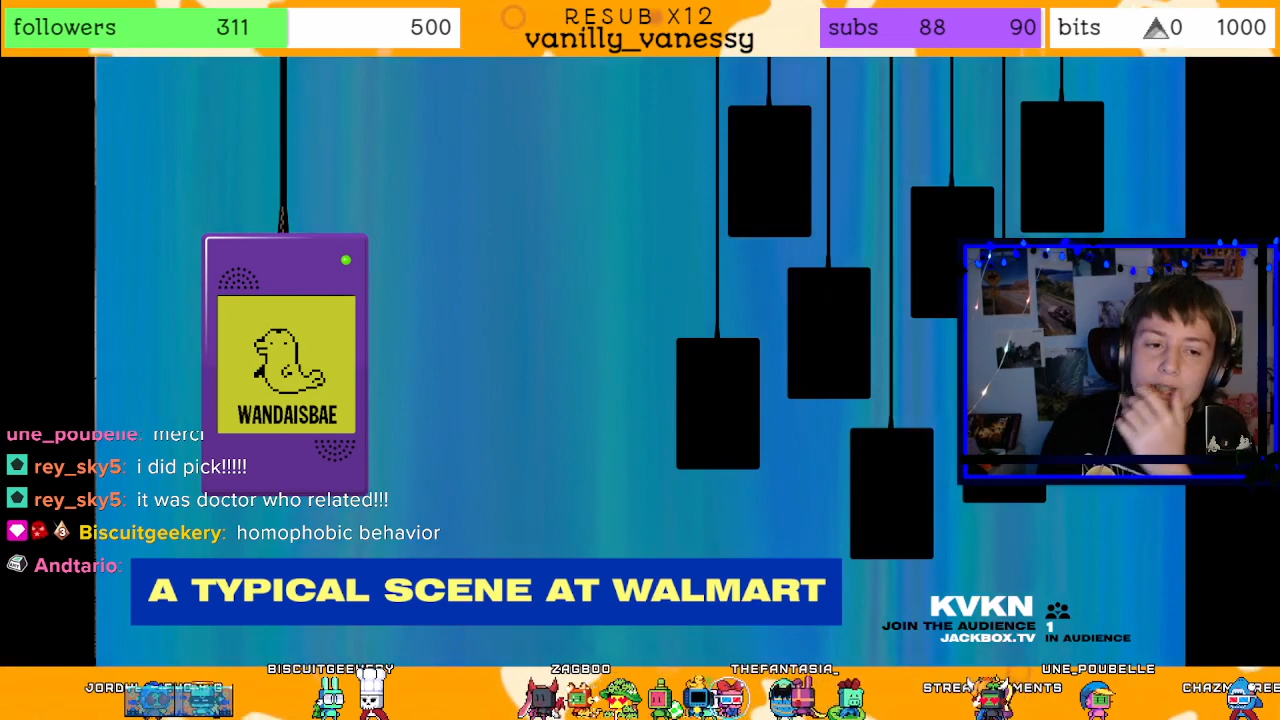 followers 311 500
RESUB X12
vanilly_vanessy
subs 88 90
bits 0 1000
WANDAISBAE
une_poubelle: merci
rey_sky5: i did pick!!!!!
rey_sky5: it was doctor who related!!!
Biscuitgeekery: homophobic behavior
Andtario:
A TYPICAL SCENE AT WALMART
KVKN
JOIN THE AUDIENCE
JACKBOX.TV
1
IN AUDIENCE
BISCUITGEEKERY
ZAGBOO
THEFANTASIA_
UNE_POUBELLE